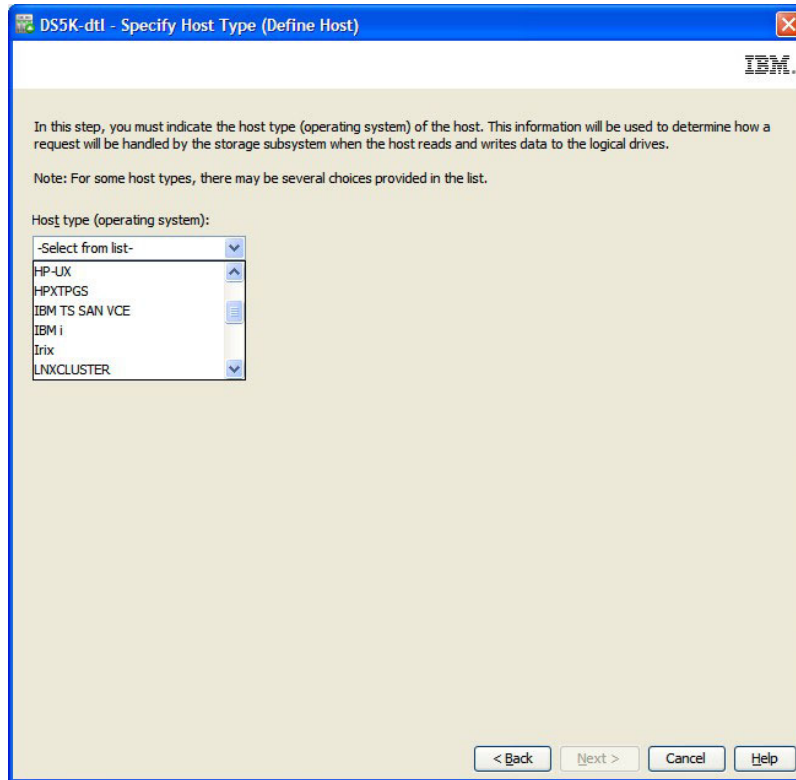 DS5K-dtl - Specify Host Type (Define Host)
IBM.
In this step, you must indicate the host type (operating system) of the host. This information will be used to determine how a
request will be handled by the storage subsystem when the host reads and writes data to the logical drives.
Note: For some host types, there may be several choices provided in the list.
Host type (operating system):
-Select from list-
HP-UX
HPXTPGS
IBM TS SAN VCE
IBM i
Irix
LNXCLUSTER
< Back Next > Cancel Help